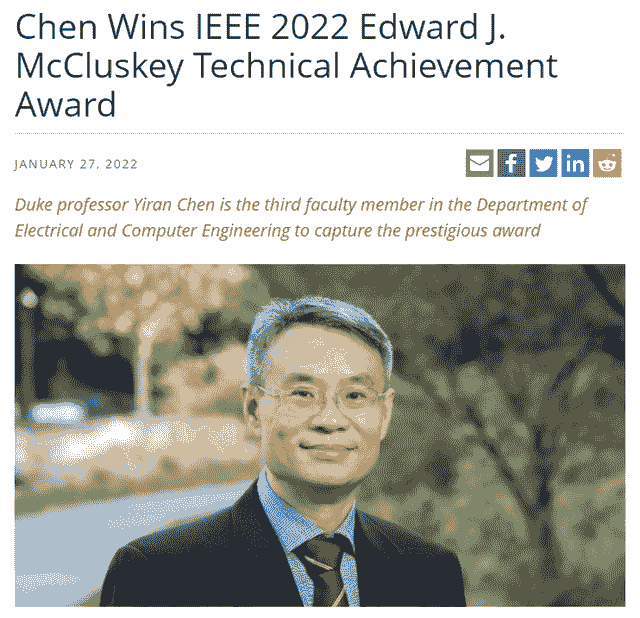 Chen Wins IEEE 2022 Edward J.
McCluskey Technical Achievement
Award
JANUARY 27, 2022
Duke professor Yiran Chen is the third faculty member in the Department of
Electrical and Computer Engineering to capture the prestigious award